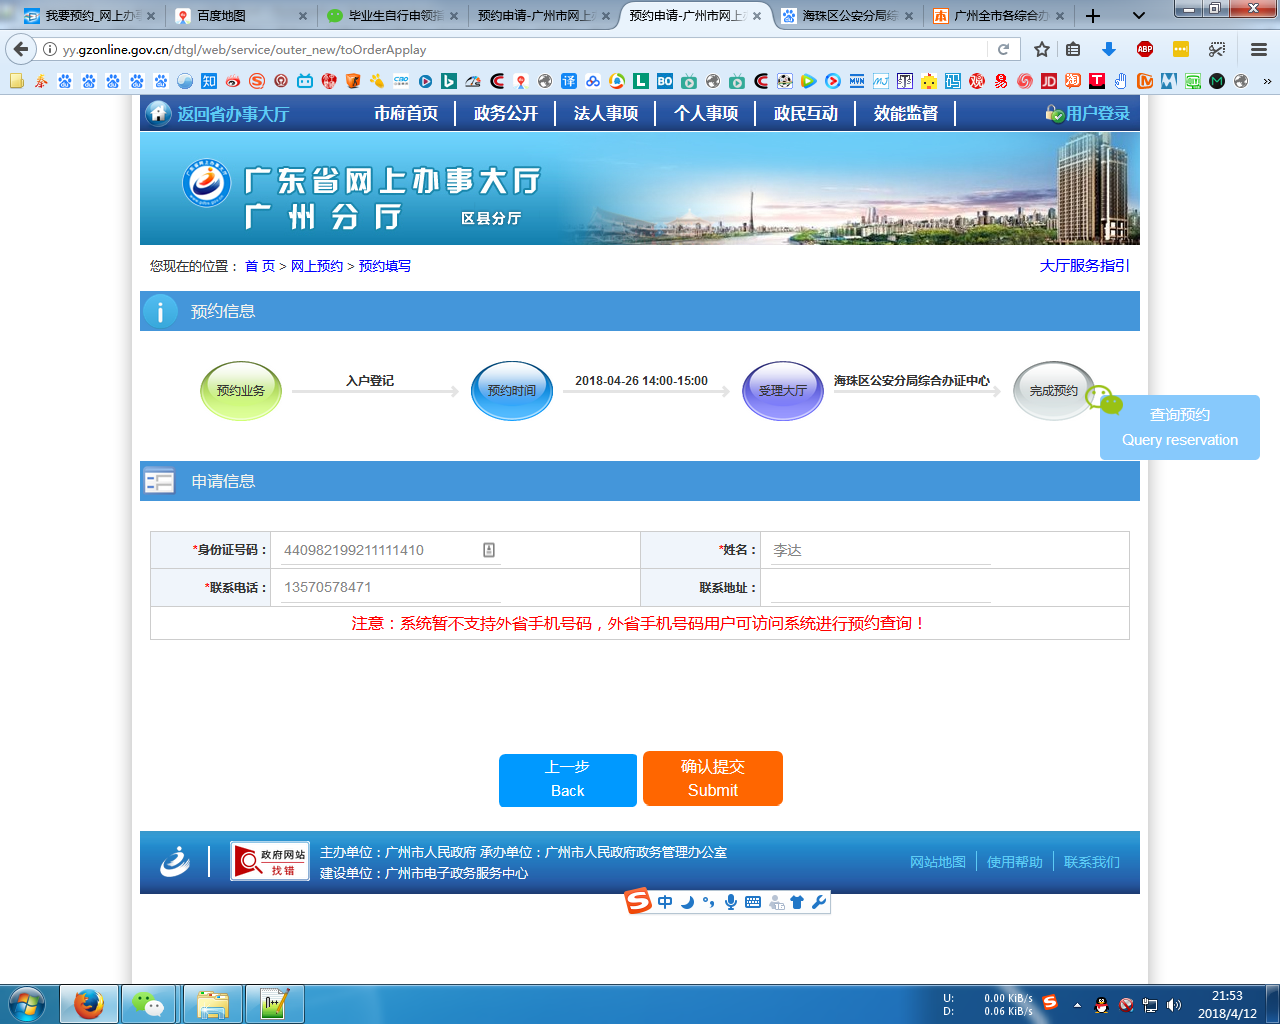 我要预约_网上办事
百度地图
毕业生自行申领指
预约申请-广州市网上
预约申请-广州市网上
海珠区公安分局综
广州全市各综合办
yy.gzonline.gov.cn/dtgl/web/service/outer_new/toOrderApplay
返回省办事大厅
市府首页
政务公开
法人事项
个人事项
政民互动
效能监督
用户登录
广东省网上办事大厅
广州分厅 区县分厅
您现在的位置： 首 页 > 网上预约 > 预约填写
大厅服务指引
预约信息
预约业务
入户登记
预约时间
2018-04-26 14:00-15:00
受理大厅
海珠区公安分局综合办证中心
完成预约
查询预约
Query reservation
申请信息
*身份证号码： 440982199211111410
*姓名： 李达
*联系电话： 13570578471
联系地址：
注意：系统暂不支持外省手机号码，外省手机号码用户可访问系统进行预约查询！
上一步
Back
确认提交
Submit
政府网站
找错
主办单位：广州市人民政府 承办单位：广州市人民政府政务管理办公室
建设单位：广州市电子政务服务中心
网站地图
使用帮助
联系我们
中
U: 0.00 KiB/s
D: 0.06 KiB/s
21:53
2018/4/12